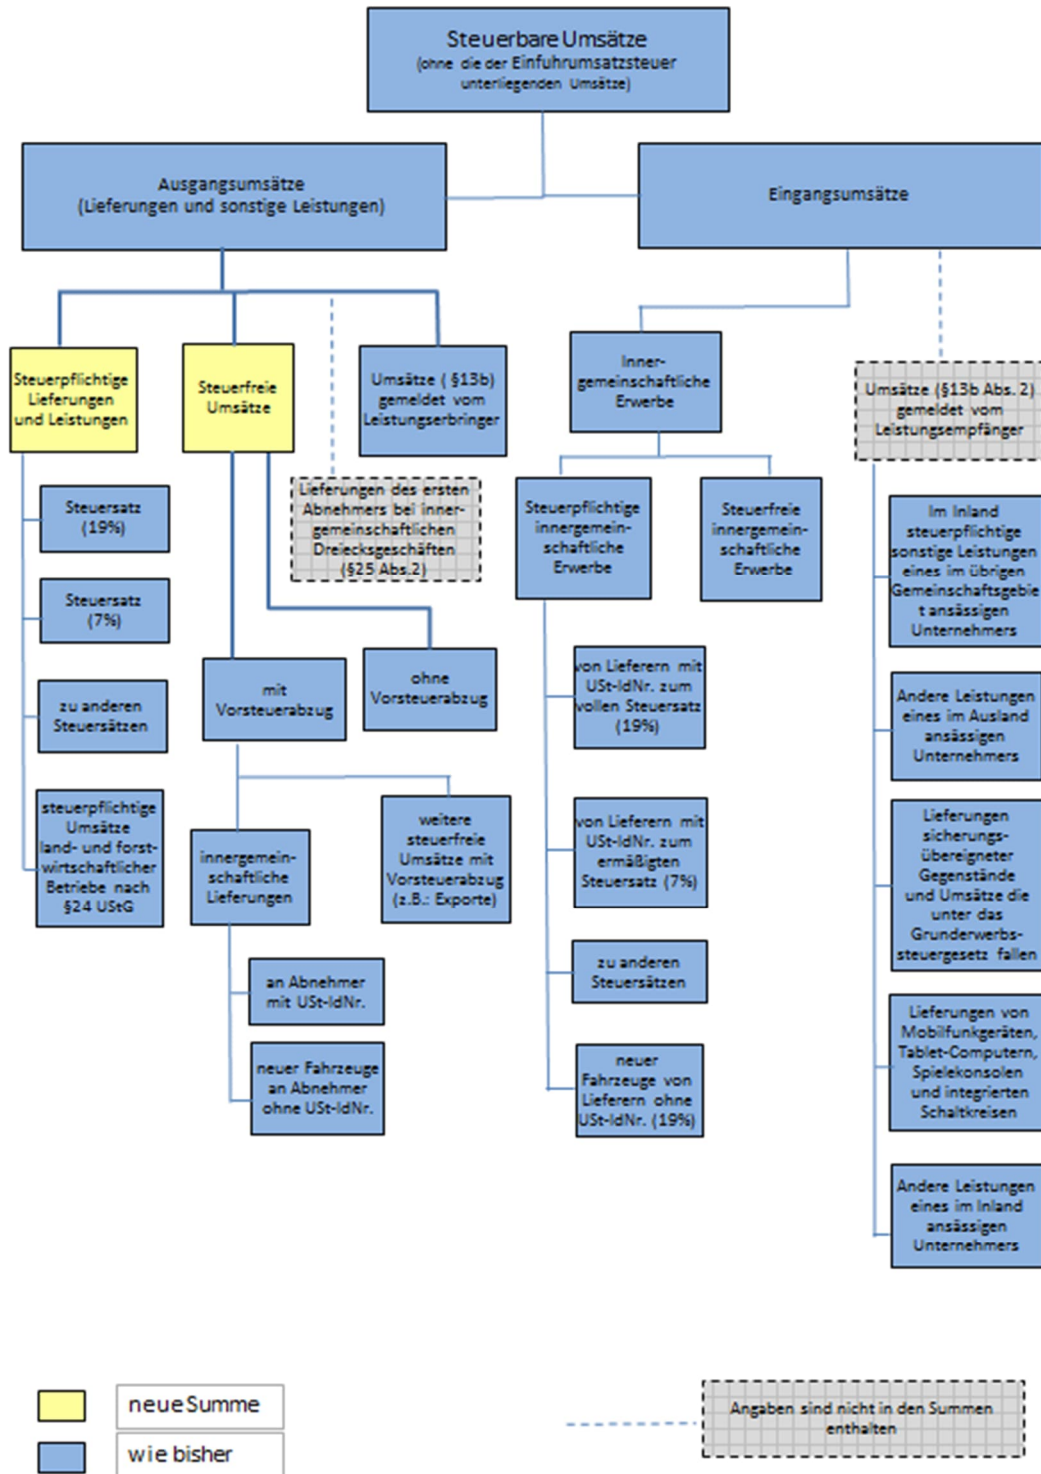 Steuerbare Umsätze
(ohne die der Einfuhrumsatzsteuer
unterliegenden Umsätze)
Ausgangsumsätze
(Lieferungen und sonstige Leistungen)
Eingangsumsätze
Steuerpflichtige
Lieferungen
und Leistungen
Steuerfreie
Umsätze
Umsätze ( §13b)
gemeldet vom
Leistungserbringer
Inner-
gemeinschaftliche
Erwerbe
Umsätze (§13b Abs. 2)
gemeldet vom
Leistungsempfänger
Steuersatz
(19%)
Steuersatz
(7%)
zu anderen
Steuersätzen
steuerpflichtige
Umsätze
land- und forst-
wirtschaftlicher
Betriebe nach
§24 UStG
Lieferungen des ersten
Abnehmers bei inner-
gemeinschaftlichen
Dreiecksgeschäften
(§25 Abs.2)
mit
Vorsteuerabzug
ohne
Vorsteuerabzug
innergemein-
schaftliche
Lieferungen
weitere
steuerfreie
Umsätze mit
Vorsteuerabzug
(z.B.: Exporte)
an Abnehmer
mit USt-IdNr.
neuer Fahrzeuge
an Abnehmer
ohne USt-IdNr.
Steuerpflichtige
innergemein-
schaftliche
Erwerbe
Steuerfreie
innergemein-
schaftliche
Erwerbe
von Lieferern mit
USt-IdNr. zum
vollen Steuersatz
(19%)
von Lieferern mit
USt-IdNr. zum
ermäßigten
Steuersatz (7%)
zu anderen
Steuersätzen
neuer
Fahrzeuge von
Lieferern ohne
USt-IdNr. (19%)
Im Inland
steuerpflichtige
sonstige Leistungen
eines im übrigen
Gemeinschaftsgebie
t ansässigen
Unternehmers
Andere Leistungen
eines im Ausland
ansässigen
Unternehmers
Lieferungen
sicherungs-
übereigneter
Gegenstände
und Umsätze die
unter das
Grunderwerbs-
steuergesetz fallen
Lieferungen von
Mobilfunkgeräten,
Tablet-Computern,
Spielekonsolen
und integrierten
Schaltkreisen
Andere Leistungen
eines im Inland
ansässigen
Unternehmers
neue Summe
wie bisher
Angaben sind nicht in den Summen
enthalten